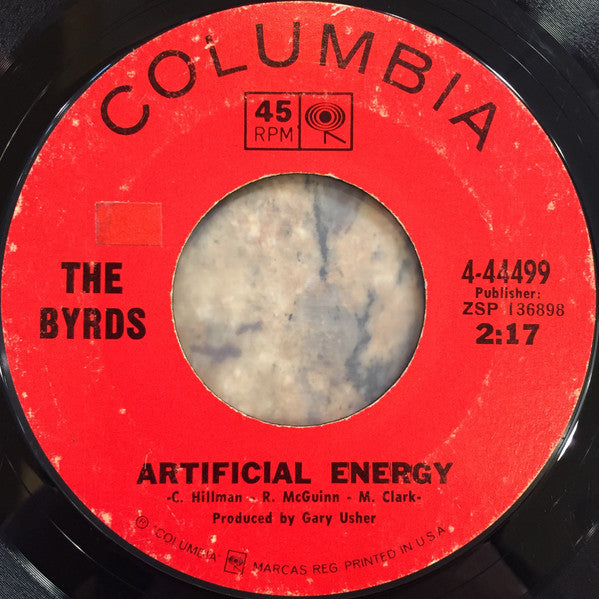 COLUMBIA
45
RPM
THE
BYRDS
4-44499
Publisher:
ZSP 136898
2:17
ARTIFICIAL ENERGY
-C. Hillman - R. McGuinn - M. Clark-
Produced by Gary Usher
℗ "COLUMBIA" MARCAS REG. PRINTED IN U.S.A.